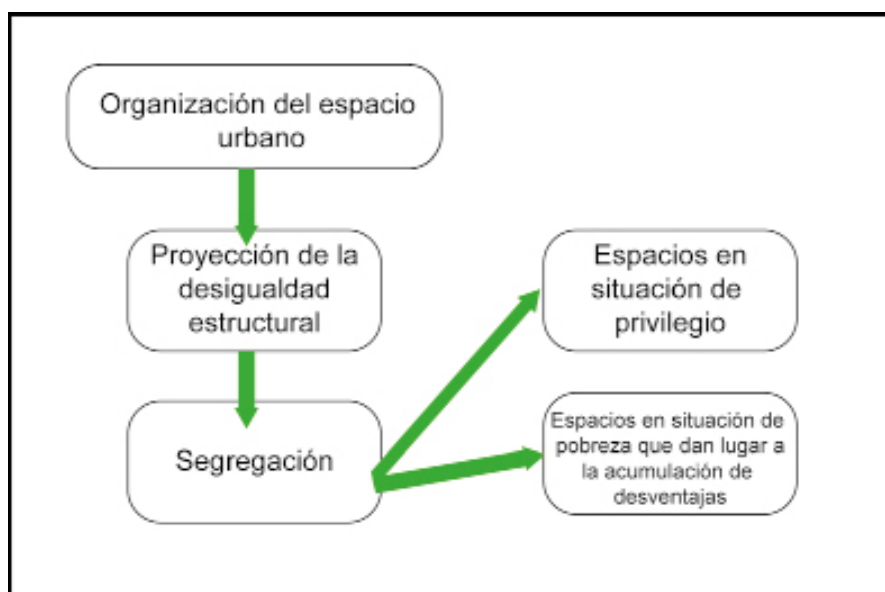 Organización del espacio
urbano
Proyección de la
desigualdad
estructural
Segregación
Espacios en
situación de
privilegio
Espacios en situación de
pobreza que dan lugar a
la acumulación de
desventajas